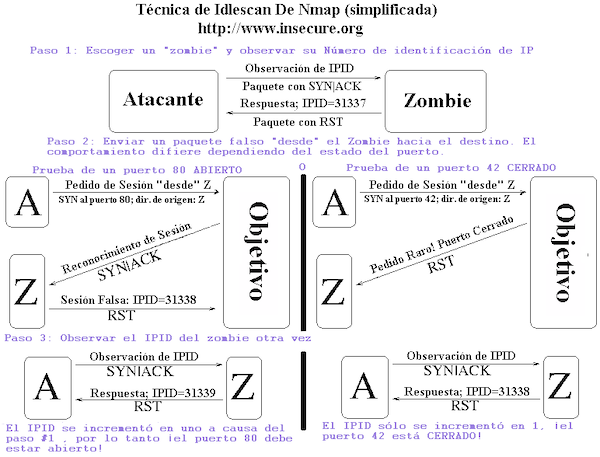 Técnica de Idlescan De Nmap (simplificada)
http://www.insecure.org
Paso 1: Escoger un "zombie" y observar su Número de identificación de IP
Atacante
Observación de IPID
Paquete con SYN|ACK
Respuesta; IPID=31337
Paquete con RST
Zombie
Paso 2: Enviar un paquete falso "desde" el Zombie hacia el destino. El
comportamiento difiere dependiendo del estado del puerto.
Prueba de un puerto 80 ABIERTO
A
Pedido de Sesión "desde" Z
SYN al puerto 80; dir. de origen: Z
Objetivo
Reconocimiento de Sesión
SYN|ACK
Z
Sesión Falsa: IPID=31338
RST
O
Prueba de un puerto 42 CERRADO
A
Pedido de Sesión "desde" Z
SYN al puerto 42; dir. de origen: Z
Objetivo
Pedido Raro! Puerto Cerrado
RST
Z
Paso 3: Observar el IPID del zombie otra vez
A
Observación de IPID
SYN|ACK
Respuesta; IPID=31339
RST
Z
El IPID se incrementó en uno a causa del
paso #1 , por lo tanto ¡el puerto 80 debe
estar abierto!
A
Observación de IPID
SYN|ACK
Respuesta; IPID=31338
RST
Z
El IPID sólo se incrementó en 1, ¡el
puerto 42 está CERRADO!